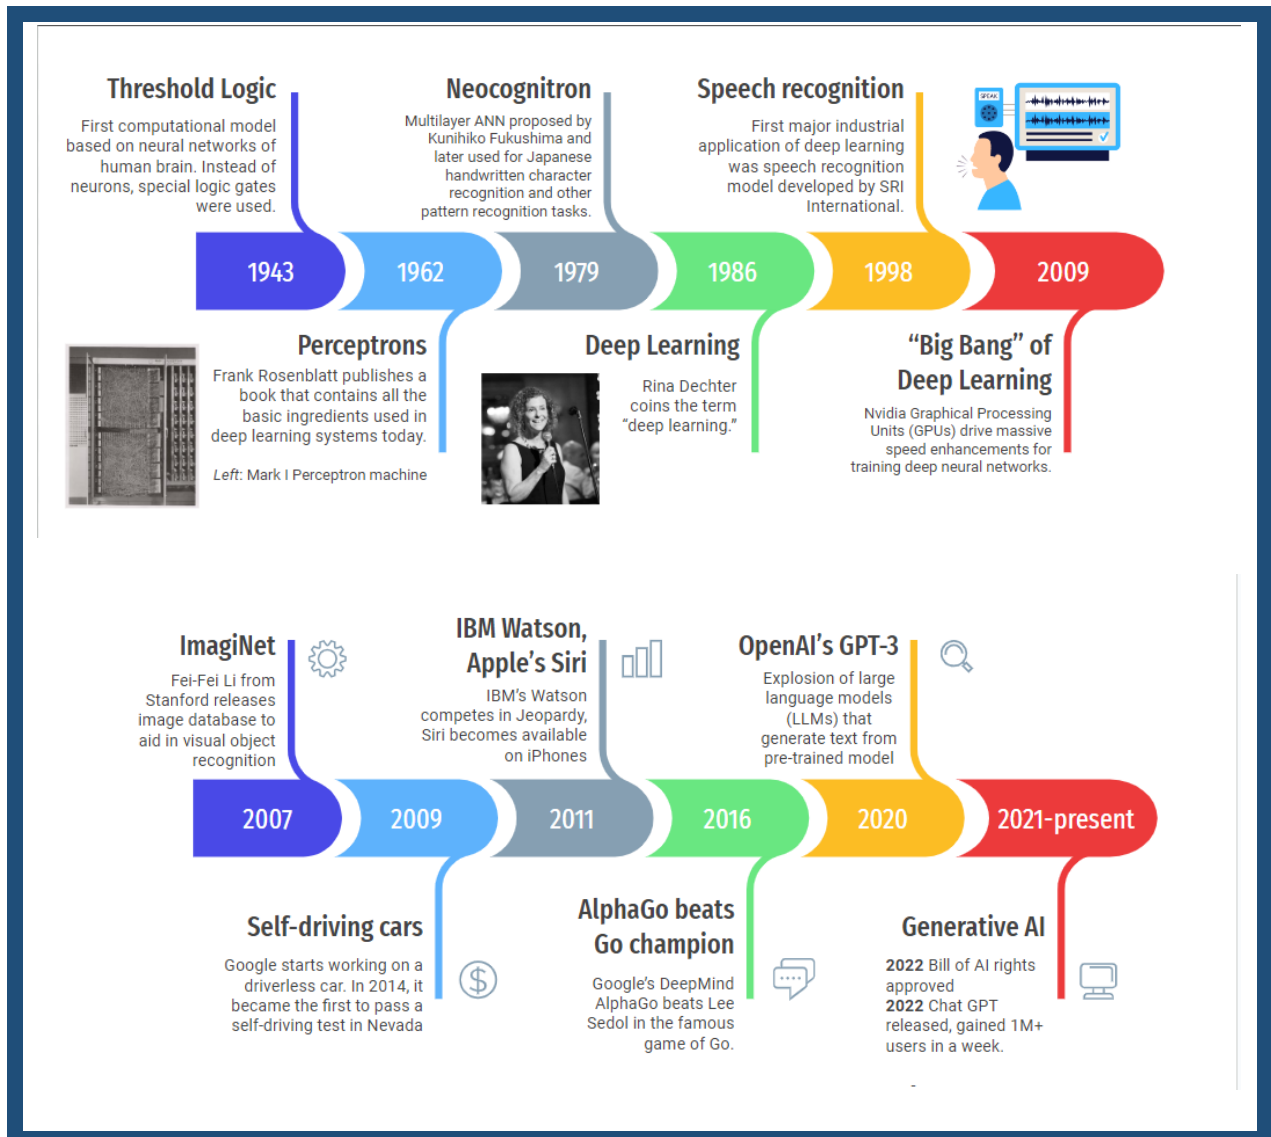 Threshold Logic
First computational model
based on neural networks of
human brain. Instead of
neurons, special logic gates
were used.
Neocognitron
Multilayer ANN proposed by
Kunihiko Fukushima and
later used for Japanese
handwritten character
recognition and other
pattern recognition tasks.
Speech recognition
First major industrial
application of deep learning
was speech recognition
model developed by SRI
International.
SPEAK
1943
1962
1979
1986
1998
2009
Perceptrons
Frank Rosenblatt publishes a
book that contains all the
basic ingredients used in
deep learning systems today.
Left: Mark I Perceptron machine
Deep Learning
Rina Dechter
coins the term
“deep learning.”
“Big Bang” of
Deep Learning
Nvidia Graphical Processing
Units (GPUs) drive massive
speed enhancements for
training deep neural networks.
ImagiNet
Fei-Fei Li from
Stanford releases
image database to
aid in visual object
recognition
IBM Watson,
Apple’s Siri
IBM’s Watson
competes in Jeopardy,
Siri becomes available
on iPhones
OpenAI’s GPT-3
Explosion of large
language models
(LLMs) that
generate text from
pre-trained model
2007
2009
2011
2016
2020
2021-present
Self-driving cars
Google starts working on a
driverless car. In 2014, it
became the first to pass a
self-driving test in Nevada
$
AlphaGo beats
Go champion
Google’s DeepMind
AlphaGo beats Lee
Sedol in the famous
game of Go.
Generative AI
2022 Bill of AI rights
approved
2022 Chat GPT
released, gained 1M+
users in a week.
-